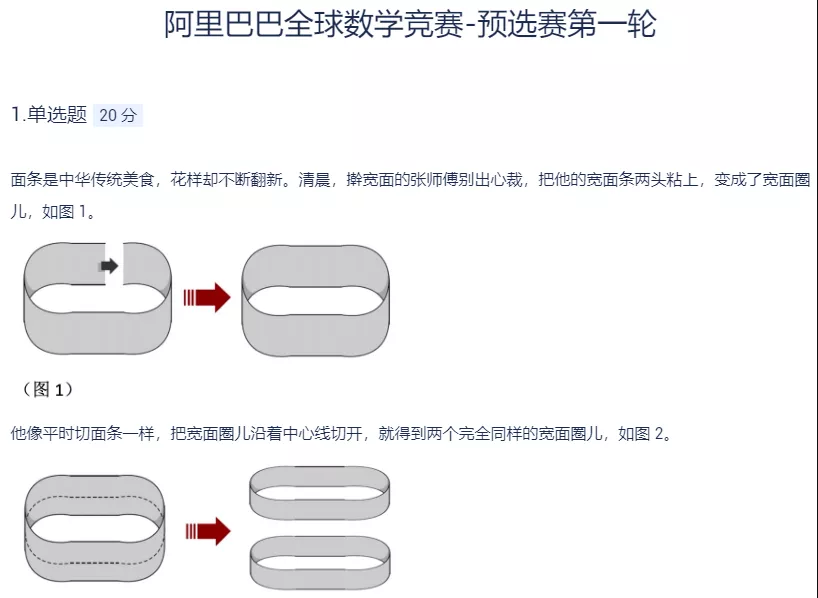 阿里巴巴全球数学竞赛-预选赛第一轮
1.单选题 20 分
面条是中华传统美食，花样却不断翻新。清晨，擀宽面的张师傅别出心裁，把他的宽面条两头粘上，变成了宽面圈
儿，如图 1。
（图 1）
他像平时切面条一样，把宽面圈儿沿着中心线切开，就得到两个完全同样的宽面圈儿，如图 2。